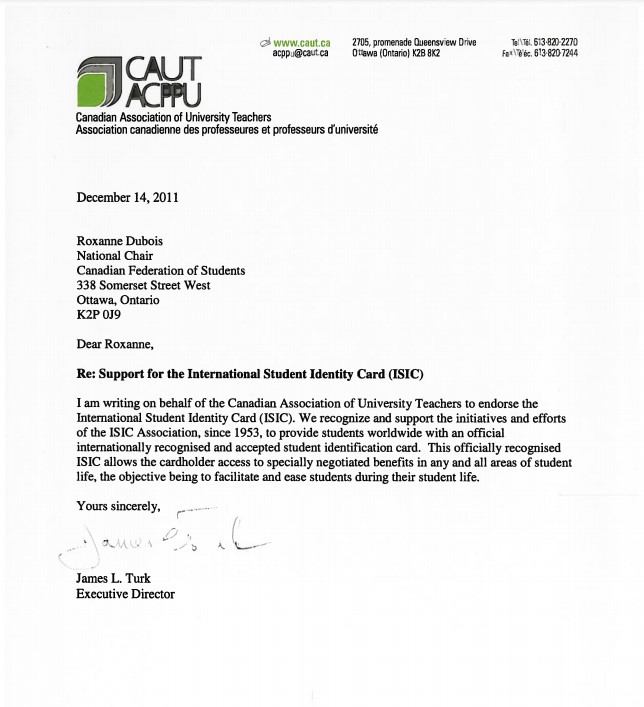 www.caut.ca
acppu@caut.ca
2705, promenade Queensview Drive
Ottawa (Ontario) K2B 8K2
Tel\Tél. 613-820-2270
Fax\Téléc. 613-820-7244
CAUT
ACPPU
Canadian Association of University Teachers
Association canadienne des professeures et professeurs d'université
December 14, 2011
Roxanne Dubois
National Chair
Canadian Federation of Students
338 Somerset Street West
Ottawa, Ontario
K2P 0J9
Dear Roxanne,
Re: Support for the International Student Identity Card (ISIC)
I am writing on behalf of the Canadian Association of University Teachers to endorse the
International Student Identity Card (ISIC). We recognize and support the initiatives and efforts
of the ISIC Association, since 1953, to provide students worldwide with an official
internationally recognised and accepted student identification card. This officially recognised
ISIC allows the cardholder access to specially negotiated benefits in any and all areas of student
life, the objective being to facilitate and ease students during their student life.
Yours sincerely,
James L. Turk
Executive Director